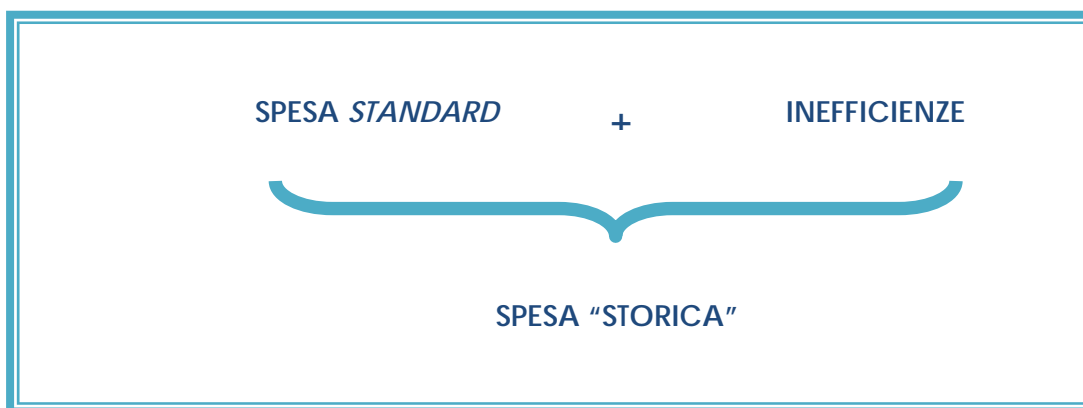 SPESA STANDARD + INEFFICIENZE
SPESA “STORICA”